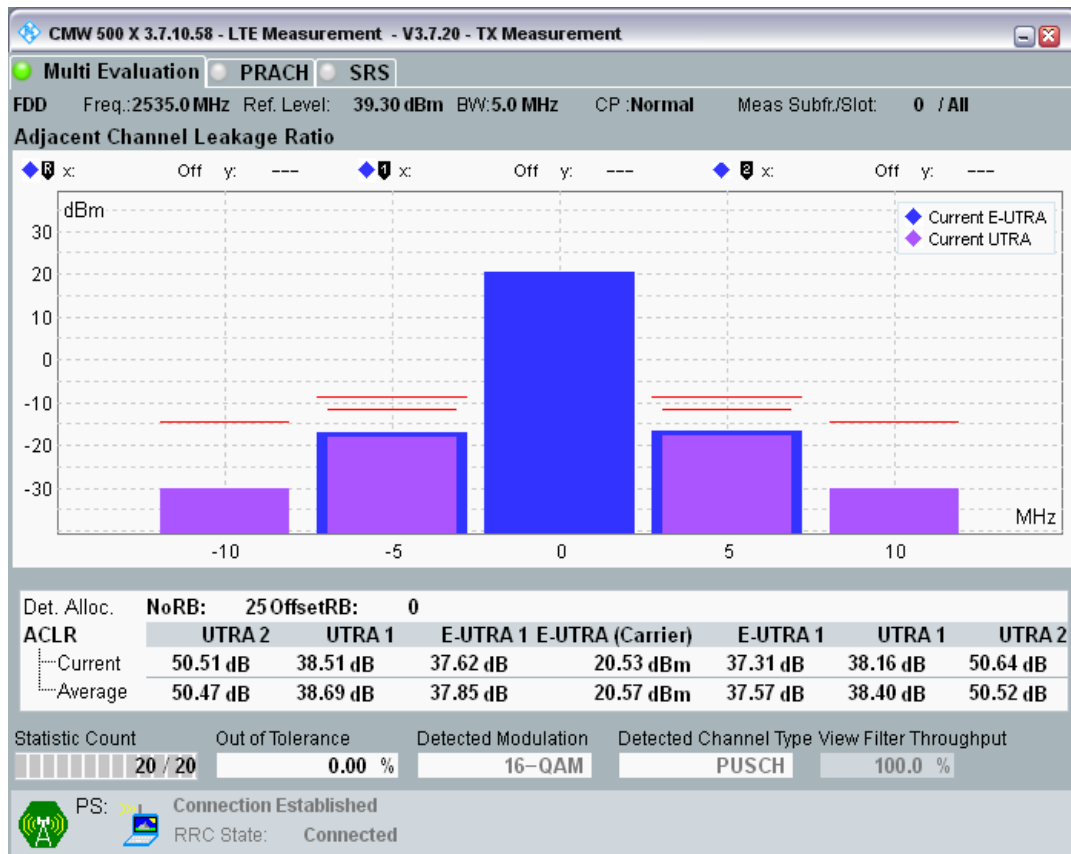 CMW 500 X 3.7.10.58 - LTE Measurement - V3.7.20 - TX Measurement
Multi Evaluation PRACH SRS
FDD Freq.:2535.0 MHz Ref. Level: 39.30 dBm BW:5.0 MHz CP :Normal Meas Subfr./Slot: 0 / All
Adjacent Channel Leakage Ratio
R x: Off y: --- 1 x: Off y: --- 2 x: Off y: ---
dBm
Current E-UTRA
Current UTRA
30
20
10
0
-10
-20
-30
MHz
-10 -5 0 5 10
Det. Alloc. NoRB: 25 OffsetRB: 0
ACLR UTRA 2 UTRA 1 E-UTRA 1 E-UTRA (Carrier) E-UTRA 1 UTRA 1 UTRA 2
Current 50.51 dB 38.51 dB 37.62 dB 20.53 dBm 37.31 dB 38.16 dB 50.64 dB
Average 50.47 dB 38.69 dB 37.85 dB 20.57 dBm 37.57 dB 38.40 dB 50.52 dB
Statistic Count Out of Tolerance Detected Modulation Detected Channel Type View Filter Throughput
20 / 20 0.00 % 16-QAM PUSCH 100.0 %
PS: Connection Established
RRC State: Connected